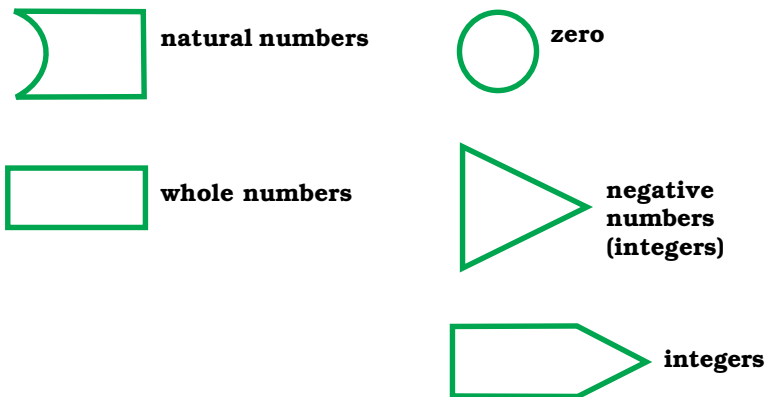 natural numbers
zero
whole numbers
negative
numbers
(integers)
integers